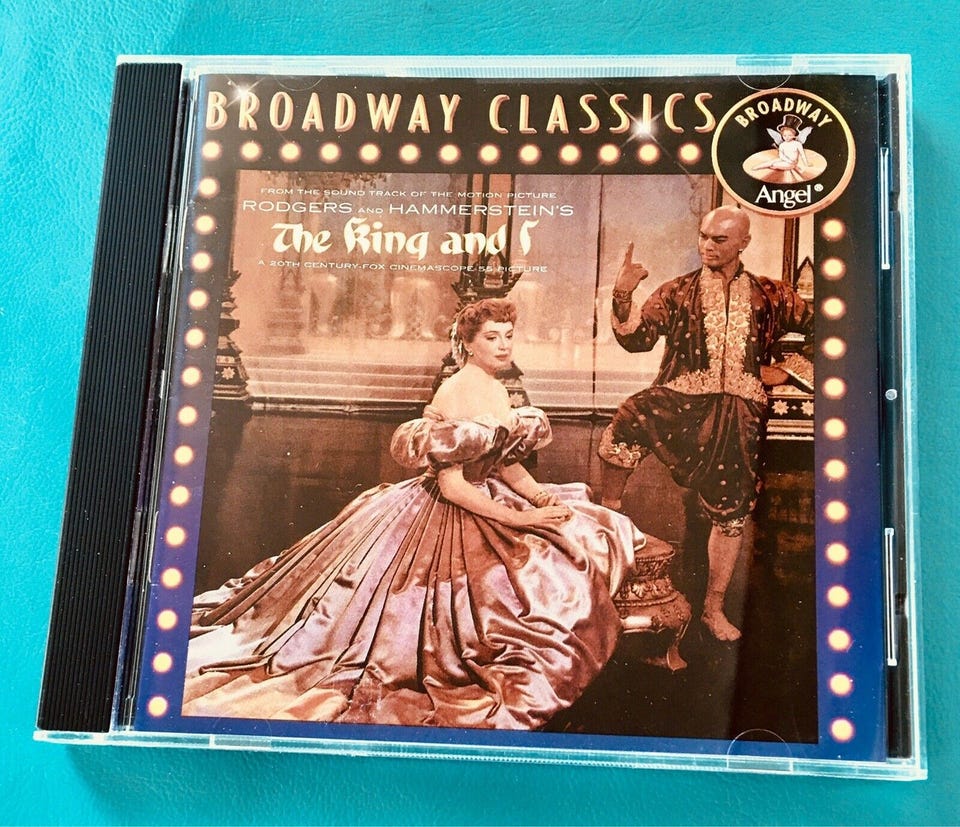 BROADWAY CLASSICS
BROADWAY
Angel®
FROM THE SOUND TRACK OF THE MOTION PICTURE
RODGERS AND HAMMERSTEIN'S
The King and I
A 20TH CENTURY-FOX CINEMASCOPE 55 PICTURE